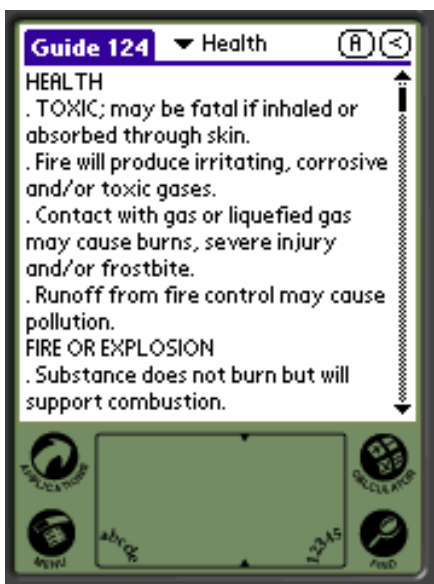 Guide 124 Health A <
HEALTH
. TOXIC; may be fatal if inhaled or
absorbed through skin.
. Fire will produce irritating, corrosive
and/or toxic gases.
. Contact with gas or liquefied gas
may cause burns, severe injury
and/or frostbite.
. Runoff from fire control may cause
pollution.
FIRE OR EXPLOSION
. Substance does not burn but will
support combustion.
APPLICATIONS
CALCULATOR
abcde
12345
MENU
FIND